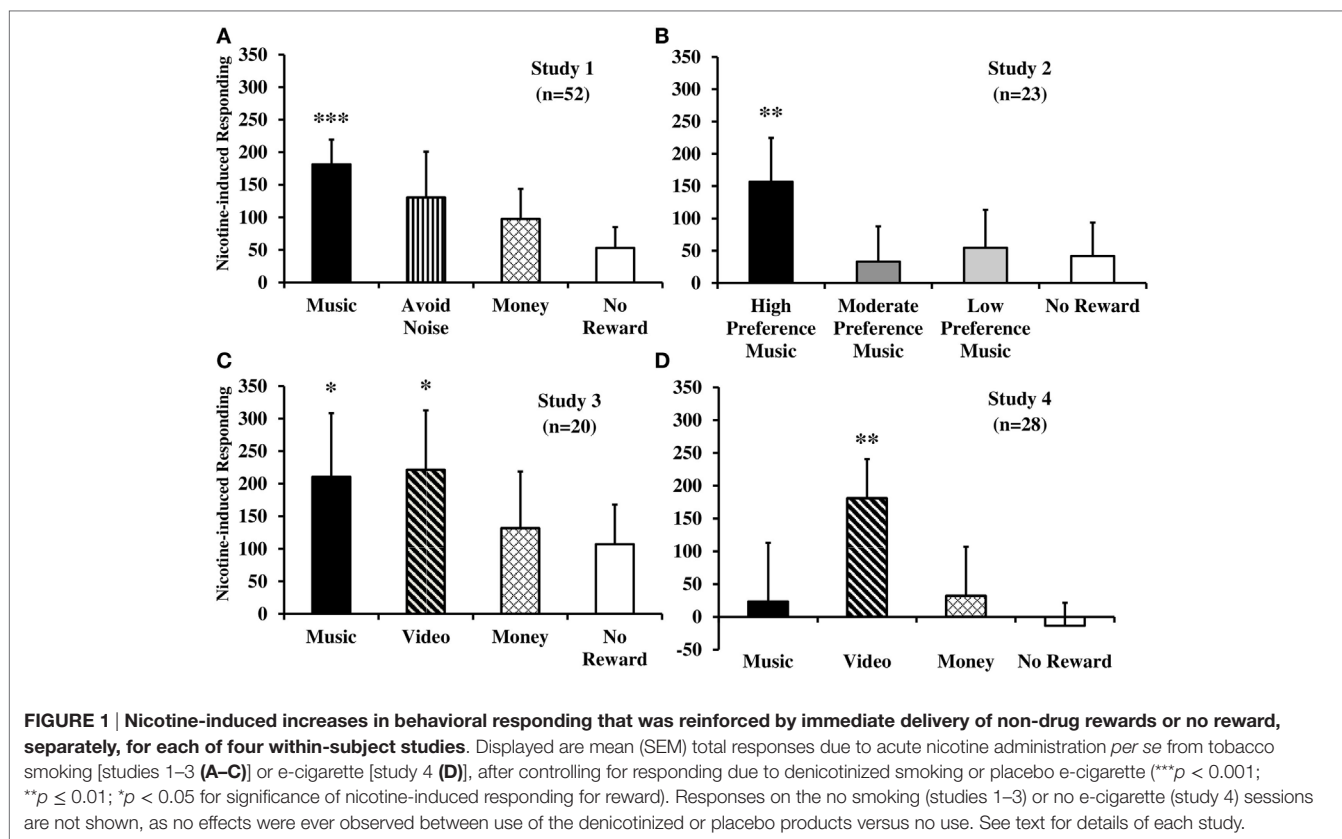 A
350
300
250
200
150
100
50
0
Nicotine-induced Responding
Study 1
(n=52)
***
Music
Avoid
Noise
Money
No
Reward
B
350
300
250
200
150
100
50
0
Study 2
(n=23)
**
High
Preference
Music
Moderate
Preference
Music
Low
Preference
Music
No Reward
C
350
300
250
200
150
100
50
0
Nicotine-induced Responding
Study 3
(n=20)
*
*
Music
Video
Money
No
Reward
D
350
300
250
200
150
100
50
0
-50
Study 4
(n=28)
**
Music
Video
Money
No Reward
FIGURE 1 | Nicotine-induced increases in behavioral responding that was reinforced by immediate delivery of non-drug rewards or no reward,
separately, for each of four within-subject studies. Displayed are mean (SEM) total responses due to acute nicotine administration per se from tobacco
smoking [studies 1–3 (A–C)] or e-cigarette [study 4 (D)], after controlling for responding due to denicotinized smoking or placebo e-cigarette (***p < 0.001;
**p ≤ 0.01; *p < 0.05 for significance of nicotine-induced responding for reward). Responses on the no smoking (studies 1–3) or no e-cigarette (study 4) sessions
are not shown, as no effects were ever observed between use of the denicotinized or placebo products versus no use. See text for details of each study.